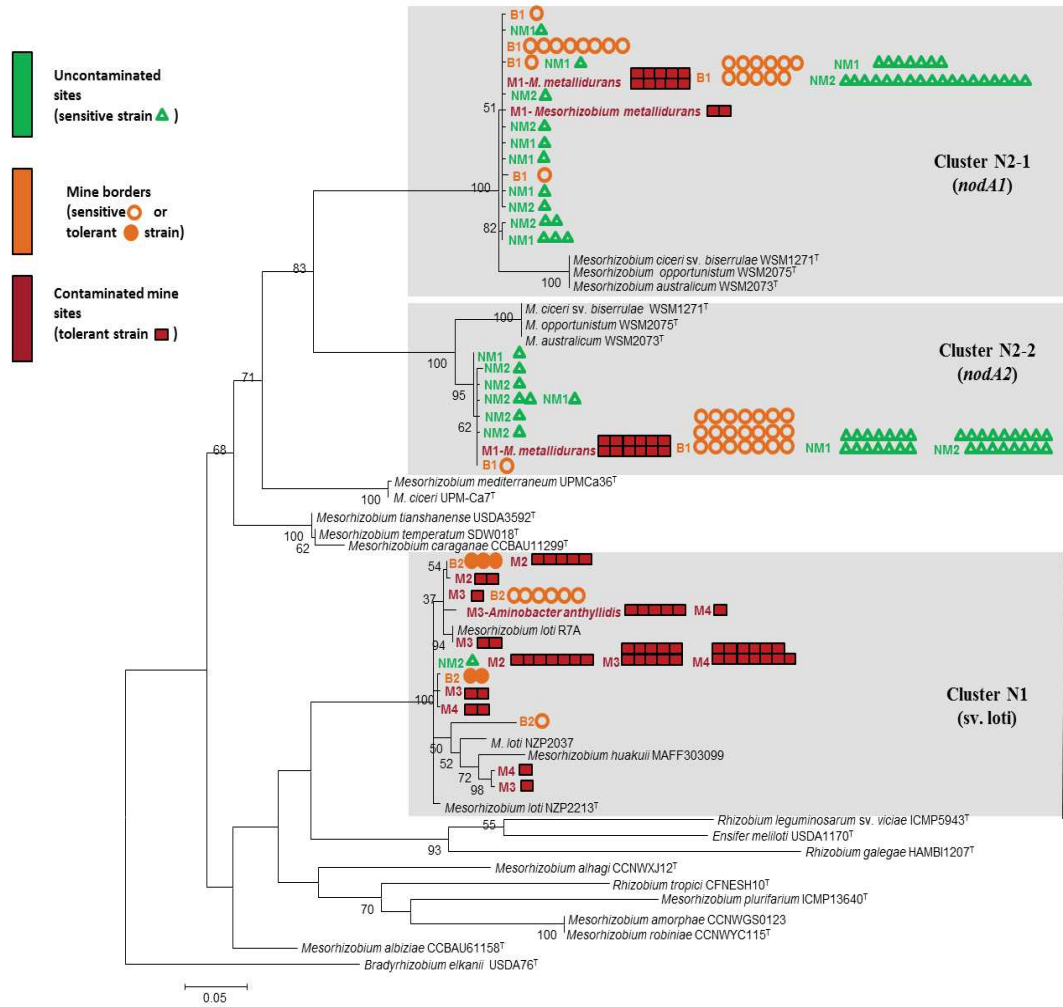 Uncontaminated
sites
(sensitive strain )
Mine borders
(sensitive or
tolerant strain)
Contaminated mine
sites
(tolerant strain )
B1
NM1
B1
B1 NM1
M1-M. metallidurans B1 NM1
NM2
NM2
51
M1- Mesorhizobium metallidurans
NM2
NM1
NM1
B1
100
NM1
NM2
NM2
82
NM1
Cluster N2-1
(nodA1)
Mesorhizobium ciceri sv. biserrulae WSM1271ᵀ
Mesorhizobium opportunistum WSM2075ᵀ
100
Mesorhizobium australicum WSM2073ᵀ
83
M. ciceri sv. biserrulae WSM1271ᵀ
100
M. opportunistum WSM2075ᵀ
M. australicum WSM2073ᵀ
100
NM1
NM2
NM2
95
NM2 NM1
NM2
62
NM2
M1-M. metallidurans B1 NM1 NM2
B1
Cluster N2-2
(nodA2)
71
68
Mesorhizobium mediterraneum UPMCa36ᵀ
100
M. ciceri UPM-Ca7ᵀ
Mesorhizobium tianshanense USDA3592ᵀ
100
Mesorhizobium temperatum SDW018ᵀ
62
Mesorhizobium caraganae CCBAU11299ᵀ
54
B2 M2
M2
37
M3 B2
M3-Aminobacter anthyllidis M4
Mesorhizobium loti R7A
94
M3
NM2 M2 M3 M4
B2
M3
100
M4
B2
50
M. loti NZP2037
52
Mesorhizobium huakuii MAFF303099
72
M4
98
M3
Mesorhizobium loti NZP2213ᵀ
Cluster N1
(sv. loti)
Rhizobium leguminosarum sv. viciae ICMP5943ᵀ
55
Ensifer meliloti USDA1170ᵀ
93
Rhizobium galegae HAMBI1207ᵀ
Mesorhizobium alhagi CCNWXJ12ᵀ
Rhizobium tropici CFNESH10ᵀ
70
Mesorhizobium plurifarium ICMP13640ᵀ
Mesorhizobium amorphae CCNWGS0123
100
Mesorhizobium robiniae CCNWYC115ᵀ
Mesorhizobium albiziae CCBAU61158ᵀ
Bradyrhizobium elkanii USDA76ᵀ
0.05